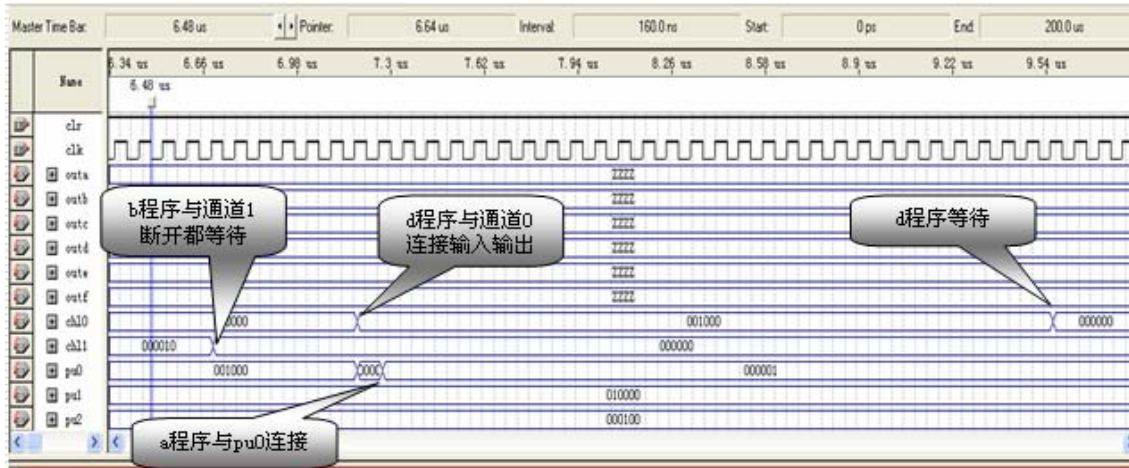 Master Time Bar: 6.48 us Pointer: 6.64 us Interval: 160.0 ns Start: 0 ps End: 200.0 us
Name 6.34 us 6.66 us 6.98 us 7.3 us 7.62 us 7.94 us 8.26 us 8.58 us 8.9 us 9.22 us 9.54 us
6.48 us
clr
clk
outa ZZZZ
outb ZZZZ
outc ZZZZ
outd ZZZZ
oute ZZZZ
outf ZZZZ
b程序与通道1
断开都等待
d程序与通道0
连接输入输出
d程序等待
chl0 0000 001000 000000
chl1 000010 000000
pu0 001000 000001
pu1 010000
pu2 000100
a程序与pu0连接